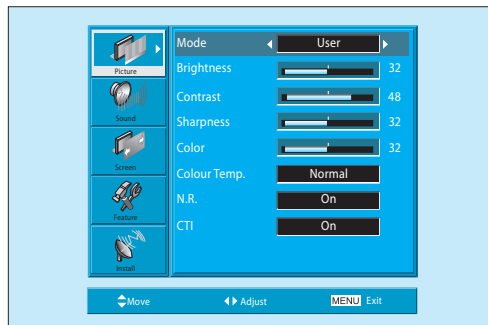 Picture
Sound
Screen
Feature
Install
Mode User
Brightness 32
Contrast 48
Sharpness 32
Color 32
Colour Temp. Normal
N.R. On
CTI On
Move Adjust MENU Exit